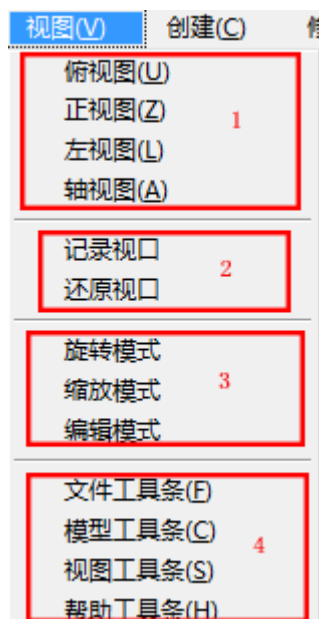 视图(V) 创建(C)
俯视图(U)
正视图(Z)
1
左视图(L)
轴视图(A)
记录视口
2
还原视口
旋转模式
缩放模式
3
编辑模式
文件工具条(F)
模型工具条(C)
4
视图工具条(S)
帮助工具条(H)